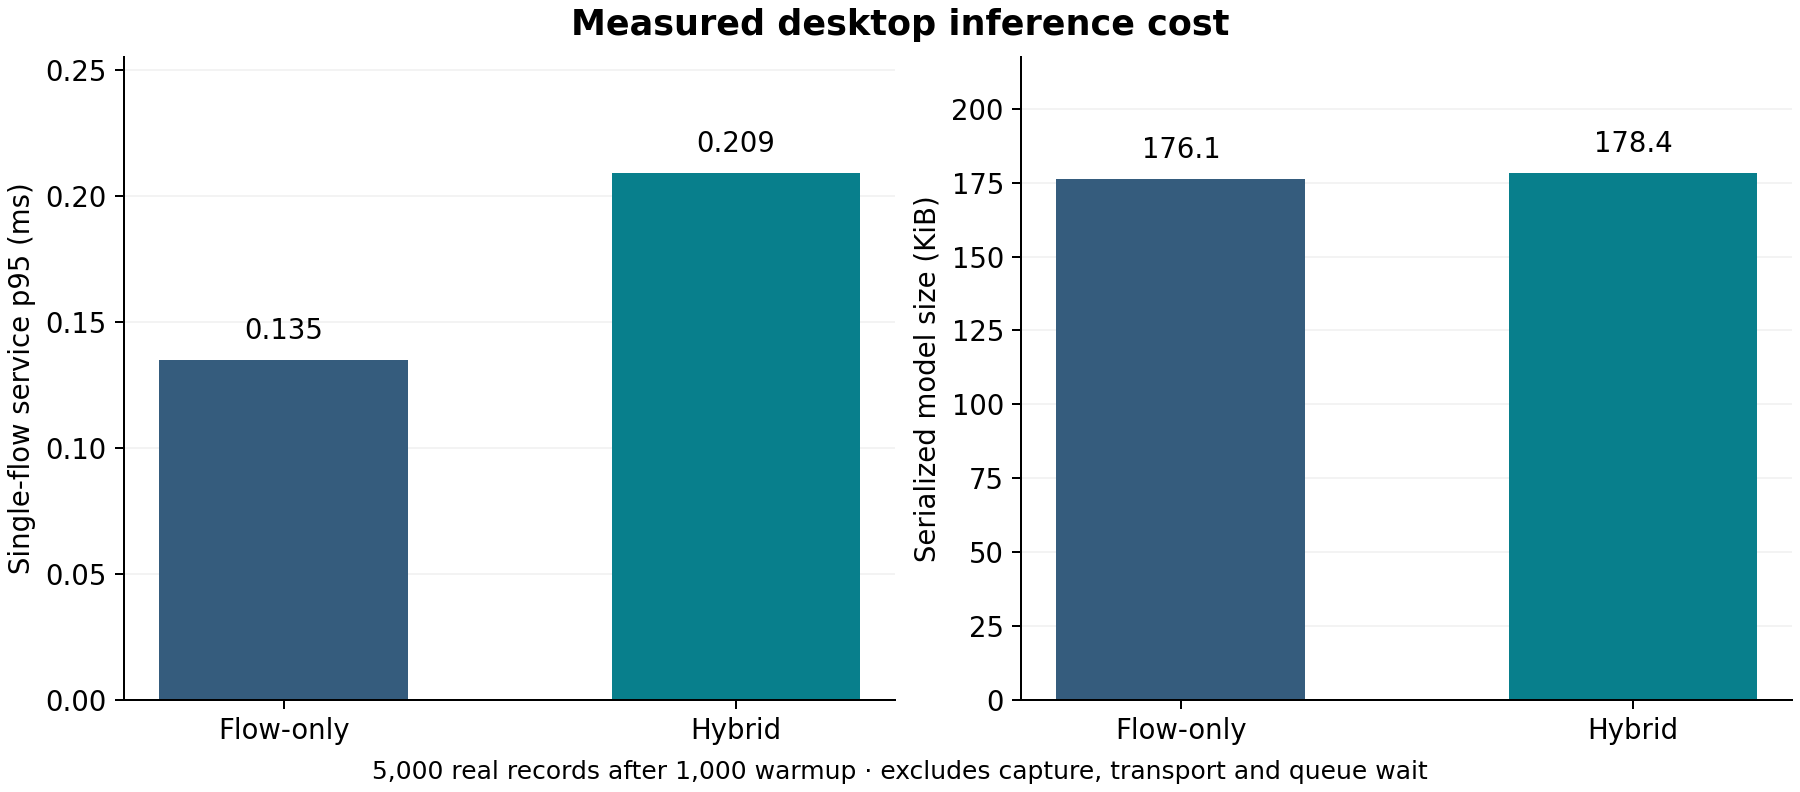 Measured desktop inference cost
Single-flow service p95 (ms)
0.25
0.20
0.15
0.10
0.05
0.00
0.135
0.209
Flow-only
Hybrid
Serialized model size (KiB)
200
175
150
125
100
75
50
25
0
176.1
178.4
Flow-only
Hybrid
5,000 real records after 1,000 warmup · excludes capture, transport and queue wait